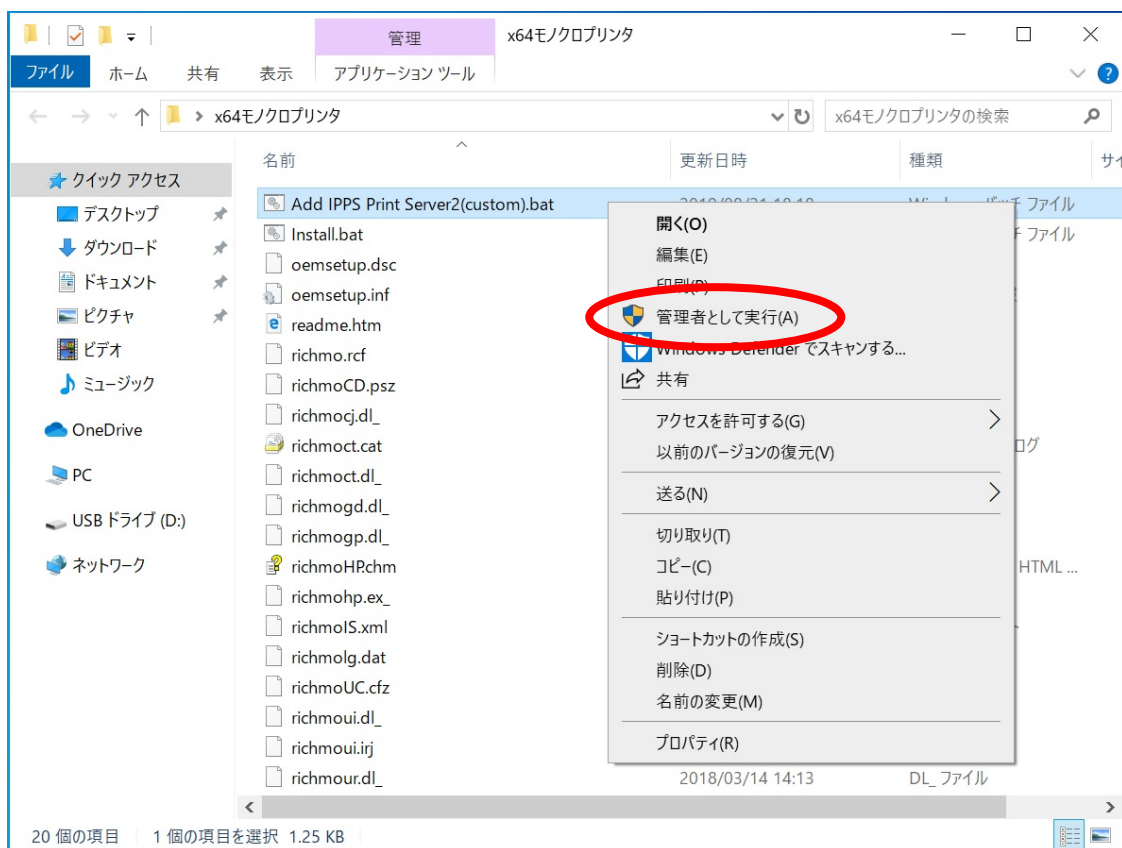 管理
x64モノクロプリンタ
ファイル
ホーム
共有
表示
アプリケーション ツール
x64モノクロプリンタ
x64モノクロプリンタの検索
名前
更新日時
種類
クイック アクセス
デスクトップ
ダウンロード
ドキュメント
ピクチャ
ビデオ
ミュージック
OneDrive
PC
USB ドライブ (D:)
ネットワーク
Add IPPS Print Server2(custom).bat
Install.bat
oemsetup.dsc
oemsetup.inf
readme.htm
richmo.rcf
richmoCD.psz
richmocj.dl_
richmoct.cat
richmoct.dl_
richmogd.dl_
richmogp.dl_
richmoHP.chm
richmohp.ex_
richmoIS.xml
richmolg.dat
richmoUC.cfz
richmoui.dl_
richmoui.irj
richmour.dl_
2018/03/14 14:13
DL_ ファイル
ファイル
ファイル
ログ
HTML ...
開く(O)
編集(E)
印刷(P)
管理者として実行(A)
Windows Defender でスキャンする...
共有
アクセスを許可する(G)
以前のバージョンの復元(V)
送る(N)
切り取り(T)
コピー(C)
貼り付け(P)
ショートカットの作成(S)
削除(D)
名前の変更(M)
プロパティ(R)
20 個の項目
1 個の項目を選択 1.25 KB